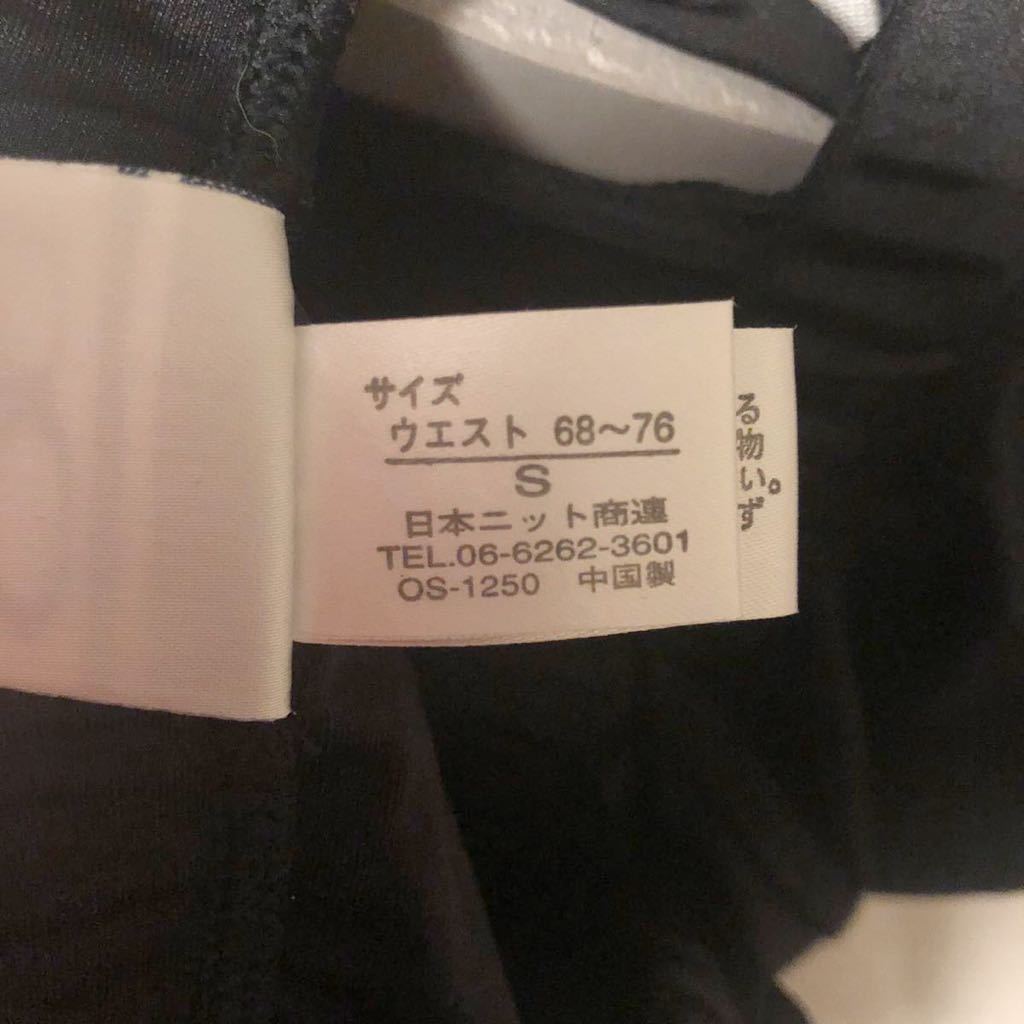 サイズ
ウエスト 68～76
S
日本ニット商連
TEL.06-6262-3601
OS-1250 中国製
る
物
い。
ず